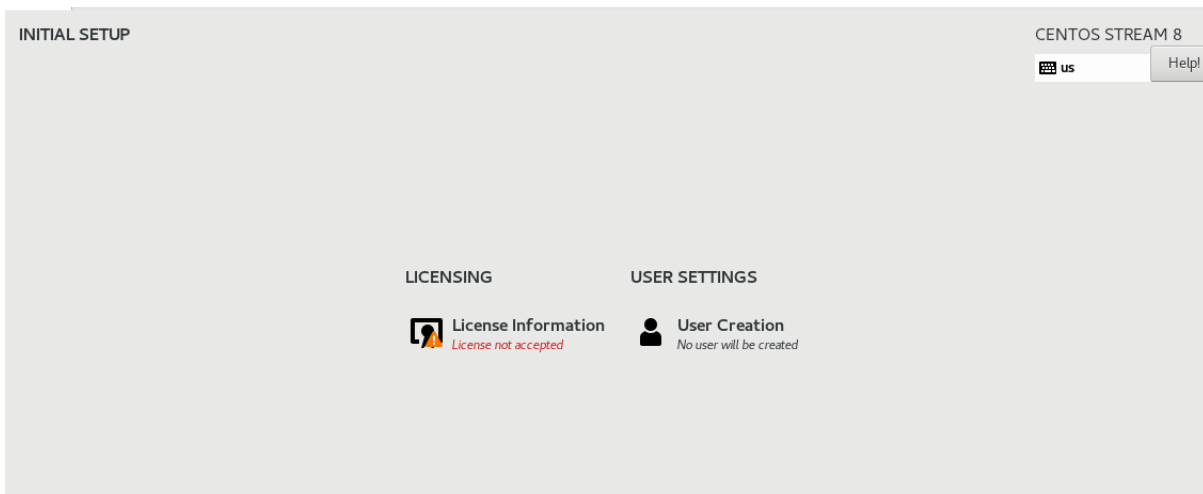 INITIAL SETUP
CENTOS STREAM 8
us
Help!
LICENSING
USER SETTINGS
License Information
License not accepted
User Creation
No user will be created